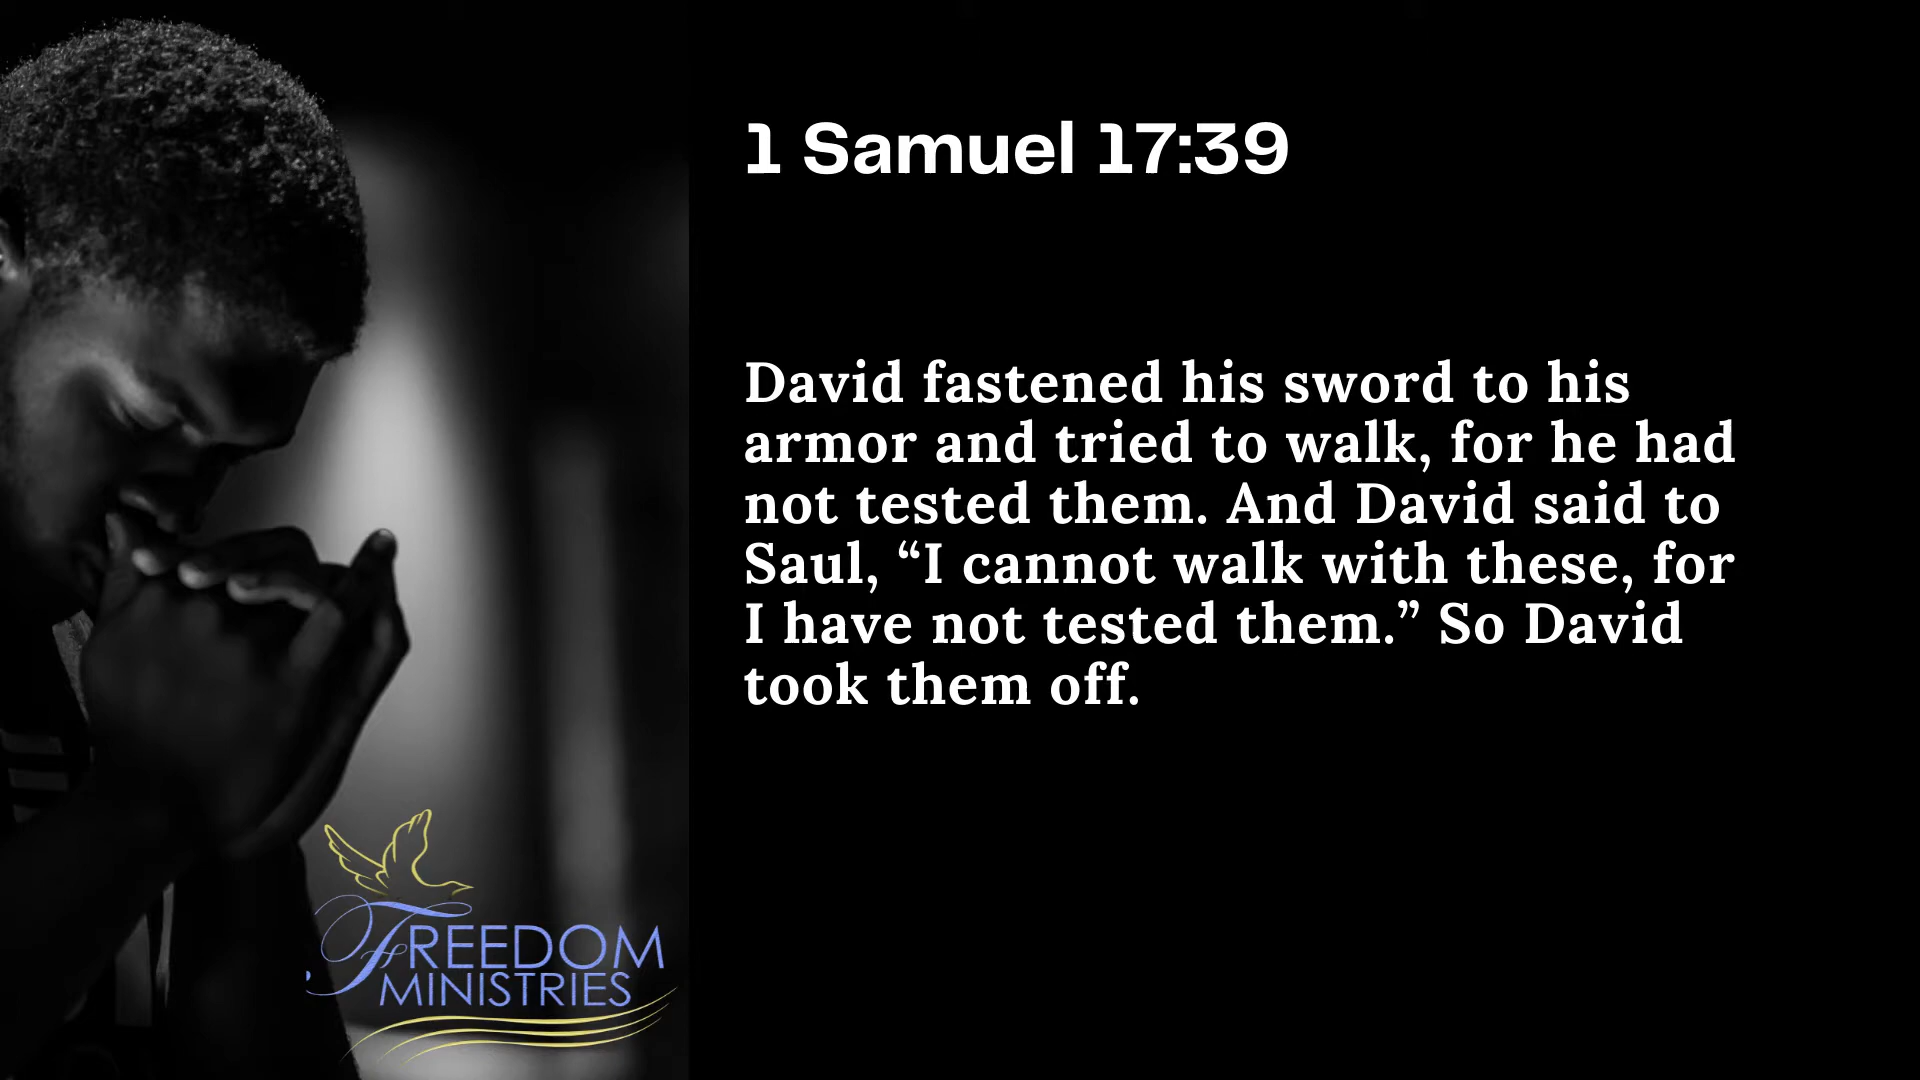 1 Samuel 17:39
David fastened his sword to his
armor and tried to walk, for he had
not tested them. And David said to
Saul, “I cannot walk with these, for
I have not tested them.” So David
took them off.
FREEDOM
MINISTRIES